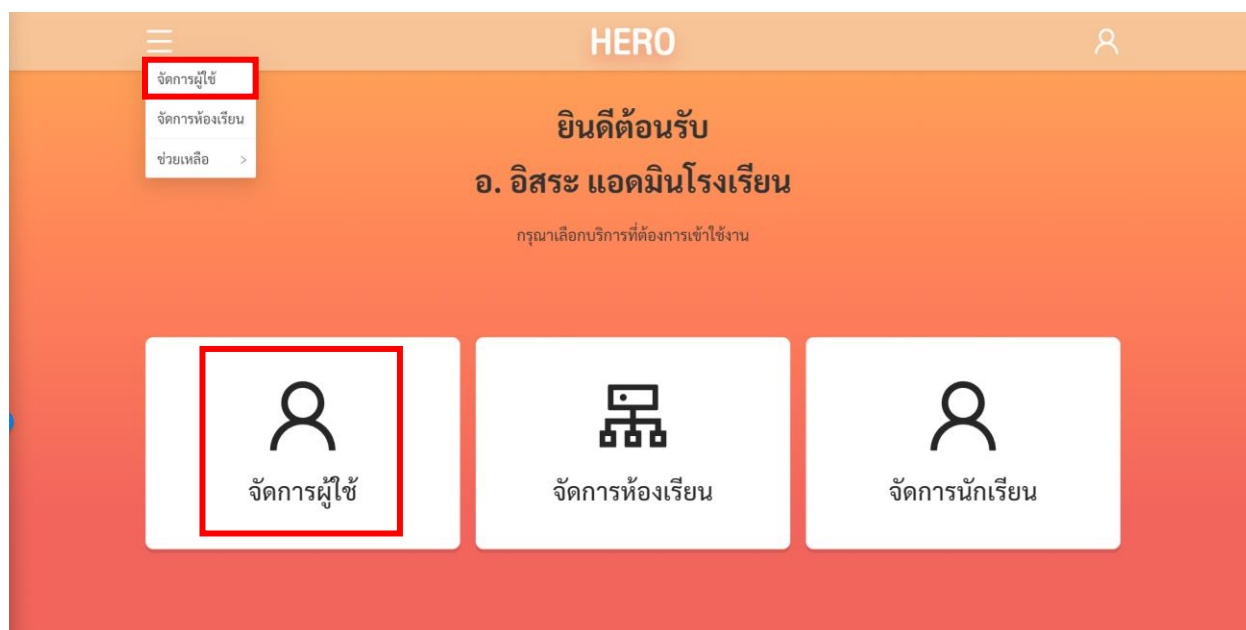 HERO
จัดการผู้ใช้
จัดการห้องเรียน
ช่วยเหลือ >
ยินดีต้อนรับ
อ. อิสระ แอดมินโรงเรียน
กรุณาเลือกบริการที่ต้องการเข้าใช้งาน
จัดการผู้ใช้
จัดการห้องเรียน
จัดการนักเรียน